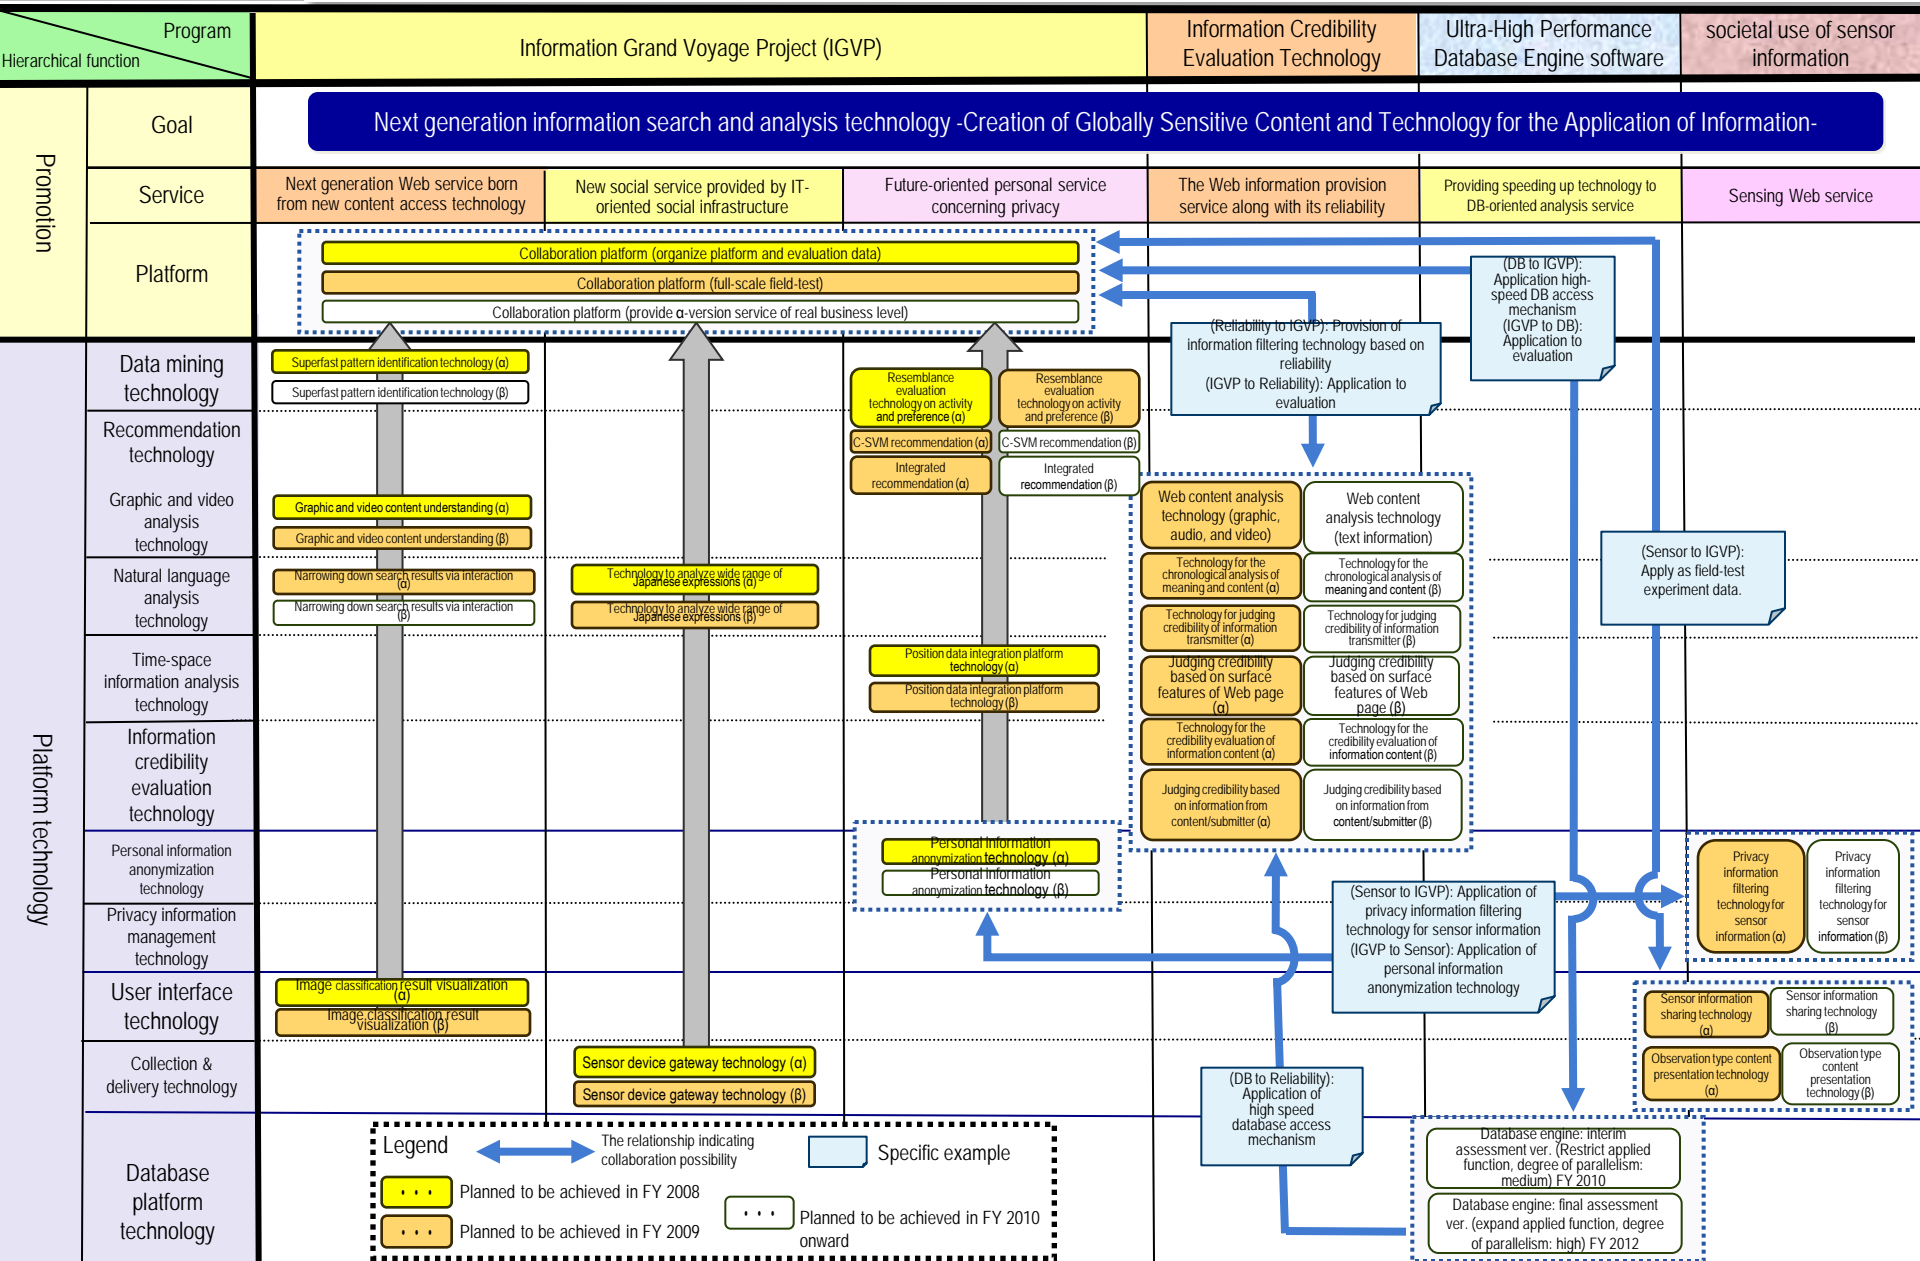 Program
Hierarchical function
Information Grand Voyage Project (IGVP)
Information Credibility
Evaluation Technology
Ultra-High Performance
Database Engine software
societal use of sensor
information
Promotion
Goal
Next generation information search and analysis technology -Creation of Globally Sensitive Content and Technology for the Application of Information-
Service
Next generation Web service born
from new content access technology
New social service provided by IT-
oriented social infrastructure
Future-oriented personal service
concerning privacy
The Web information provision
service along with its reliability
Providing speeding up technology to
DB-oriented analysis service
Sensing Web service
Platform
Collaboration platform (organize platform and evaluation data)
Collaboration platform (full-scale field-test)
Collaboration platform (provide α-version service of real business level)
(DB to IGVP):
Application high-
speed DB access
mechanism
(IGVP to DB):
Application to
evaluation
(Reliability to IGVP): Provision of
information filtering technology based on
reliability
(IGVP to Reliability): Application to
evaluation
Platform technology
Data mining
technology
Superfast pattern identification technology (α)
Superfast pattern identification technology (β)
Resemblance
evaluation
technology on activity
and preference (α)
Resemblance
evaluation
technology on activity
and preference (β)
Recommendation
technology
C-SVM recommendation (α)
C-SVM recommendation (β)
Integrated
recommendation (α)
Integrated
recommendation (β)
Graphic and video
analysis
technology
Graphic and video content understanding (α)
Graphic and video content understanding (β)
Web content analysis
technology (graphic,
audio, and video)
Web content
analysis technology
(text information)
Natural language
analysis
technology
Narrowing down search results via interaction
(α)
Narrowing down search results via interaction
(β)
Technology to analyze wide range of
Japanese expressions (α)
Technology to analyze wide range of
Japanese expressions (β)
Technology for the
chronological analysis of
meaning and content (α)
Technology for the
chronological analysis of
meaning and content (β)
Technology for judging
credibility of information
transmitter (α)
Technology for judging
credibility of information
transmitter (β)
(Sensor to IGVP):
Apply as field-test
experiment data.
Time-space
information analysis
technology
Position data integration platform
technology (α)
Position data integration platform
technology (β)
Judging credibility
based on surface
features of Web page
(α)
Judging credibility
based on surface
features of Web
page (β)
Information
credibility
evaluation
technology
Technology for the
credibility evaluation of
information content (α)
Technology for the
credibility evaluation of
information content (β)
Judging credibility based
on information from
content/submitter (α)
Judging credibility based
on information from
content/submitter (β)
Personal information
anonymization
technology
Personal Information
anonymization technology (α)
Personal Information
anonymization technology (β)
Privacy
information
filtering
technology for
sensor
information (α)
Privacy
information
filtering
technology for
sensor
information (β)
(Sensor to IGVP): Application of
privacy information filtering
technology for sensor information
(IGVP to Sensor): Application of
personal information
anonymization technology
Privacy information
management
technology
User interface
technology
Image classification result visualization
(α)
Image classification result
visualization (β)
Sensor information
sharing technology
(α)
Sensor information
sharing technology
(β)
Collection &
delivery technology
Sensor device gateway technology (α)
Sensor device gateway technology (β)
Observation type content
presentation technology
(α)
Observation type
content
presentation
technology (β)
(DB to Reliability):
Application of
high speed
database access
mechanism
Database
platform
technology
Database engine: interim
assessment ver. (Restrict applied
function, degree of parallelism:
medium) FY 2010
Database engine: final assessment
ver. (expand applied function, degree
of parallelism: high) FY 2012
Legend
The relationship indicating
collaboration possibility
Specific example
• • • Planned to be achieved in FY 2008
• • • Planned to be achieved in FY 2009
• • • Planned to be achieved in FY 2010
onward